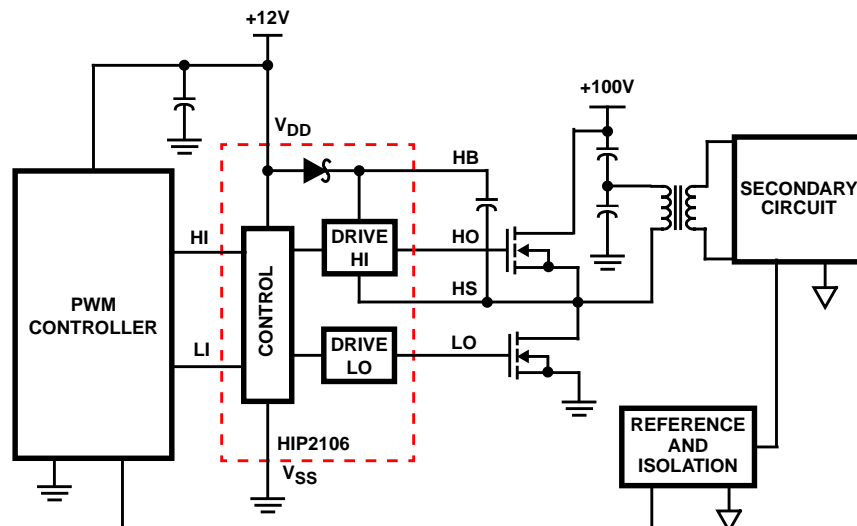 +12V
+100V
VDD
HB
SECONDARY
CIRCUIT
DRIVE
HI
HO
HI
HS
PWM
CONTROLLER
CONTROL
LI
DRIVE
LO
LO
HIP2106
VSS
REFERENCE
AND
ISOLATION